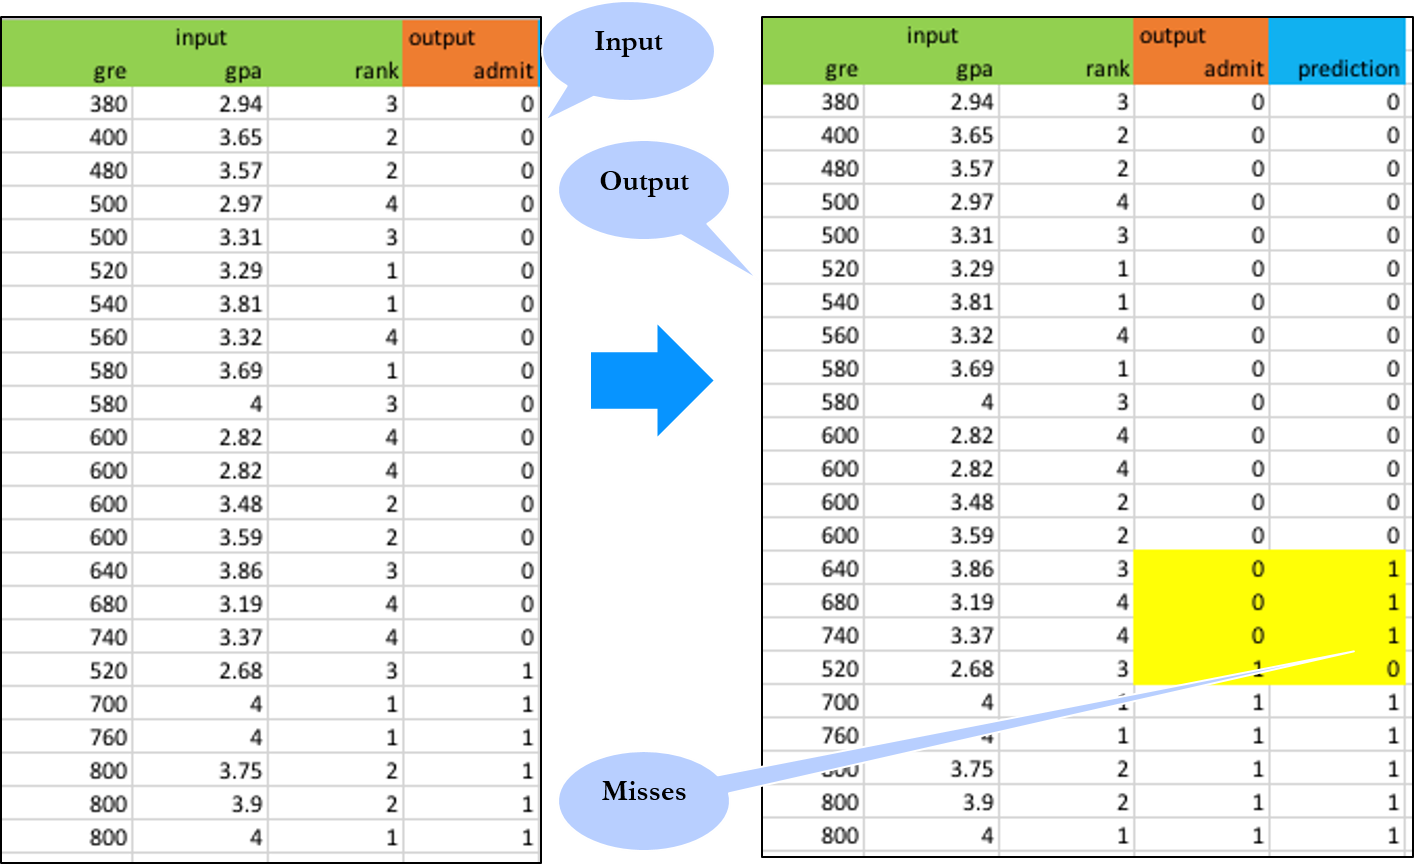 input output
gre gpa rank admit
380 2.94 3 0
400 3.65 2 0
480 3.57 2 0
500 2.97 4 0
500 3.31 3 0
520 3.29 1 0
540 3.81 1 0
560 3.32 4 0
580 3.69 1 0
580 4 3 0
600 2.82 4 0
600 2.82 4 0
600 3.48 2 0
600 3.59 2 0
640 3.86 3 0
680 3.19 4 0
740 3.37 4 0
520 2.68 3 1
700 4 1 1
760 4 1 1
800 3.75 2 1
800 3.9 2 1
800 4 1 1
Input
Output
Misses
input output
gre gpa rank admit prediction
380 2.94 3 0 0
400 3.65 2 0 0
480 3.57 2 0 0
500 2.97 4 0 0
500 3.31 3 0 0
520 3.29 1 0 0
540 3.81 1 0 0
560 3.32 4 0 0
580 3.69 1 0 0
580 4 3 0 0
600 2.82 4 0 0
600 2.82 4 0 0
600 3.48 2 0 0
600 3.59 2 0 0
640 3.86 3 0 1
680 3.19 4 0 1
740 3.37 4 0 1
520 2.68 3 1 0
700 4 1 1 1
760 4 1 1 1
800 3.75 2 1 1
800 3.9 2 1 1
800 4 1 1 1